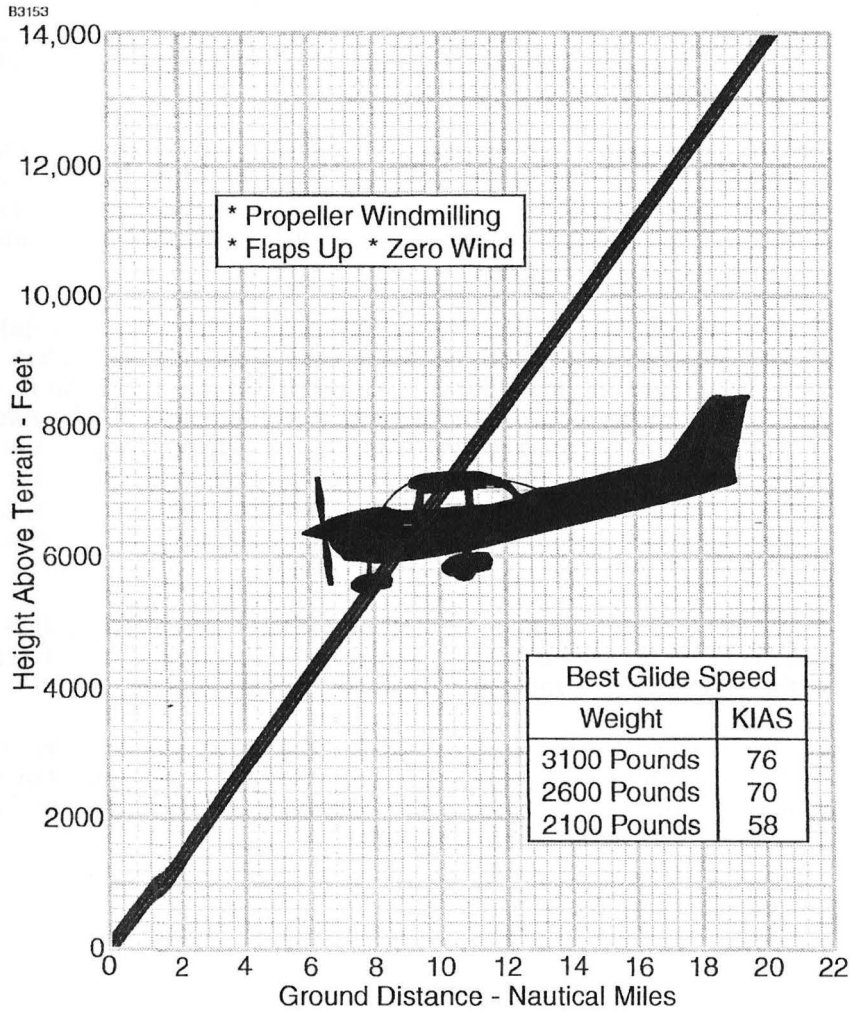 B3153
14,000
12,000
10,000
8000
6000
4000
2000
0
Height Above Terrain - Feet
* Propeller Windmilling
* Flaps Up * Zero Wind
Best Glide Speed
Weight KIAS
3100 Pounds 76
2600 Pounds 70
2100 Pounds 58
0 2 4 6 8 10 12 14 16 18 20 22
Ground Distance - Nautical Miles